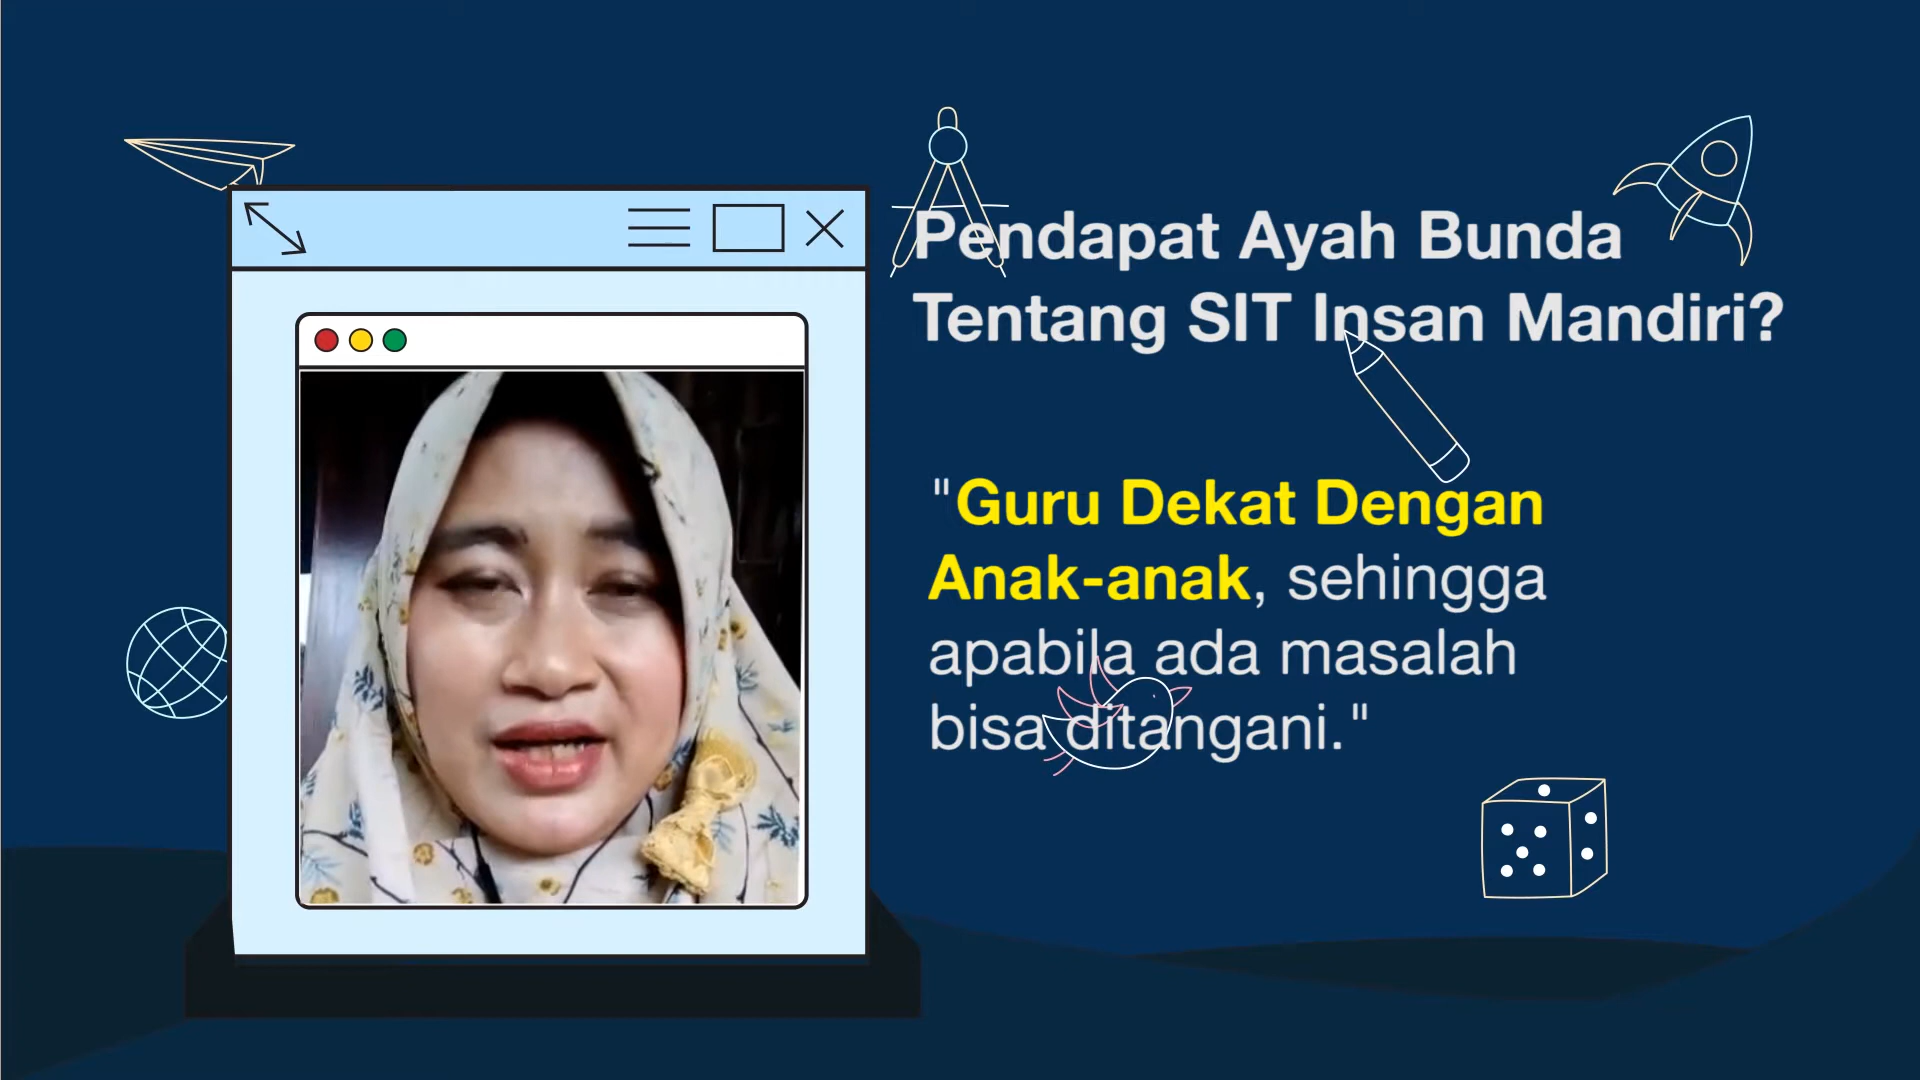 Pendapat Ayah Bunda
Tentang SIT Insan Mandiri?
"Guru Dekat Dengan
Anak-anak, sehingga
apabila ada masalah
bisa ditangani."